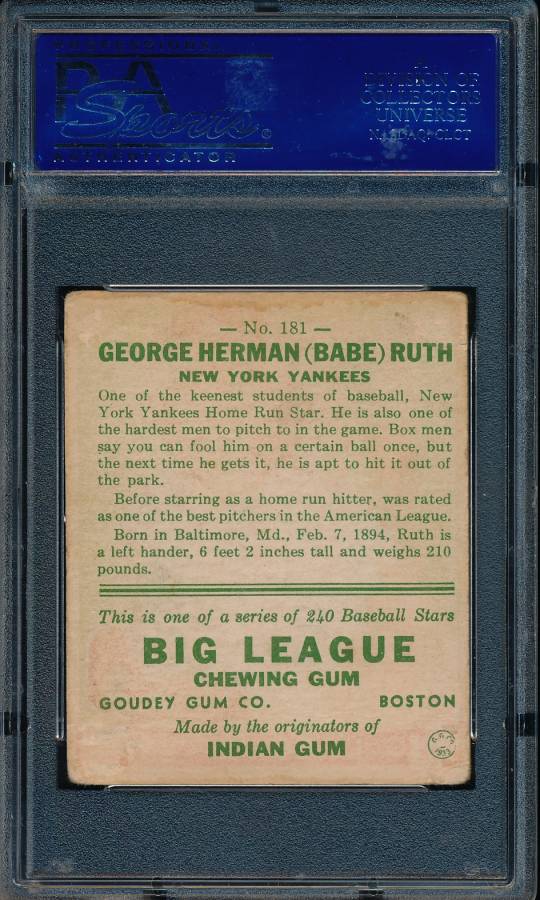 PROFESSIONAL
PSA
Sports®
AUTHENTICATOR
A
DIVISION OF
COLLECTORS
UNIVERSE
NASDAQ: CLCT
— No. 181 —
GEORGE HERMAN (BABE) RUTH
NEW YORK YANKEES
One of the keenest students of baseball, New
York Yankees Home Run Star. He is also one of
the hardest men to pitch to in the game. Box men
say you can fool him on a certain ball once, but
the next time he gets it, he is apt to hit it out of
the park.
Before starring as a home run hitter, was rated
as one of the best pitchers in the American League.
Born in Baltimore, Md., Feb. 7, 1894, Ruth is
a left hander, 6 feet 2 inches tall and weighs 210
pounds.
This is one of a series of 240 Baseball Stars
BIG LEAGUE
CHEWING GUM
GOUDEY GUM CO. BOSTON
Made by the originators of
INDIAN GUM